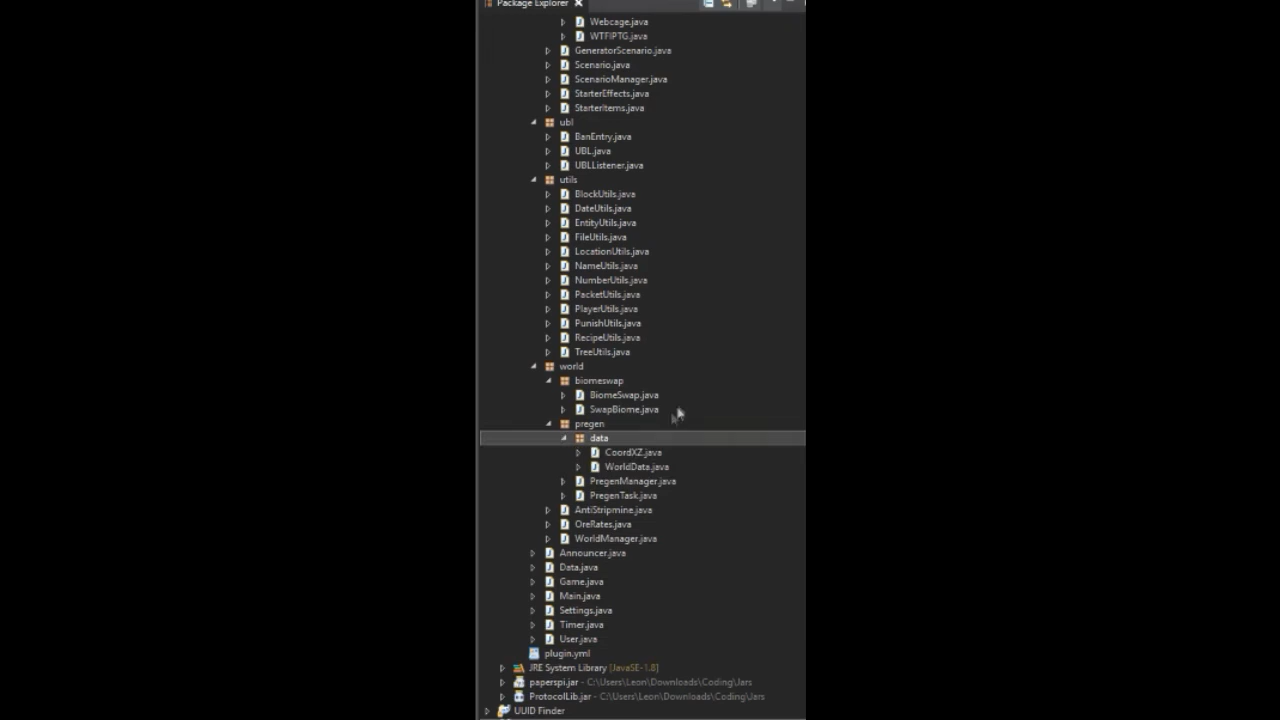 Package Explorer
Webcage.java
WTFIPTG.java
GeneratorScenario.java
Scenario.java
ScenarioManager.java
StarterEffects.java
StarterItems.java
ubl
BanEntry.java
UBL.java
UBLListener.java
utils
BlockUtils.java
DateUtils.java
EntityUtils.java
FileUtils.java
LocationUtils.java
NameUtils.java
NumberUtils.java
PacketUtils.java
PlayerUtils.java
PunishUtils.java
RecipeUtils.java
TreeUtils.java
world
biomeswap
BiomeSwap.java
SwapBiome.java
pregen
data
CoordXZ.java
WorldData.java
PregenManager.java
PregenTask.java
AntiStripmine.java
OreRates.java
WorldManager.java
Announcer.java
Data.java
Game.java
Main.java
Settings.java
Timer.java
User.java
plugin.yml
JRE System Library [JavaSE-1.8]
paperspi.jar - C:\Users\Leon\Downloads\Coding\Jars
ProtocolLib.jar - C:\Users\Leon\Downloads\Coding\Jars
UUID Finder